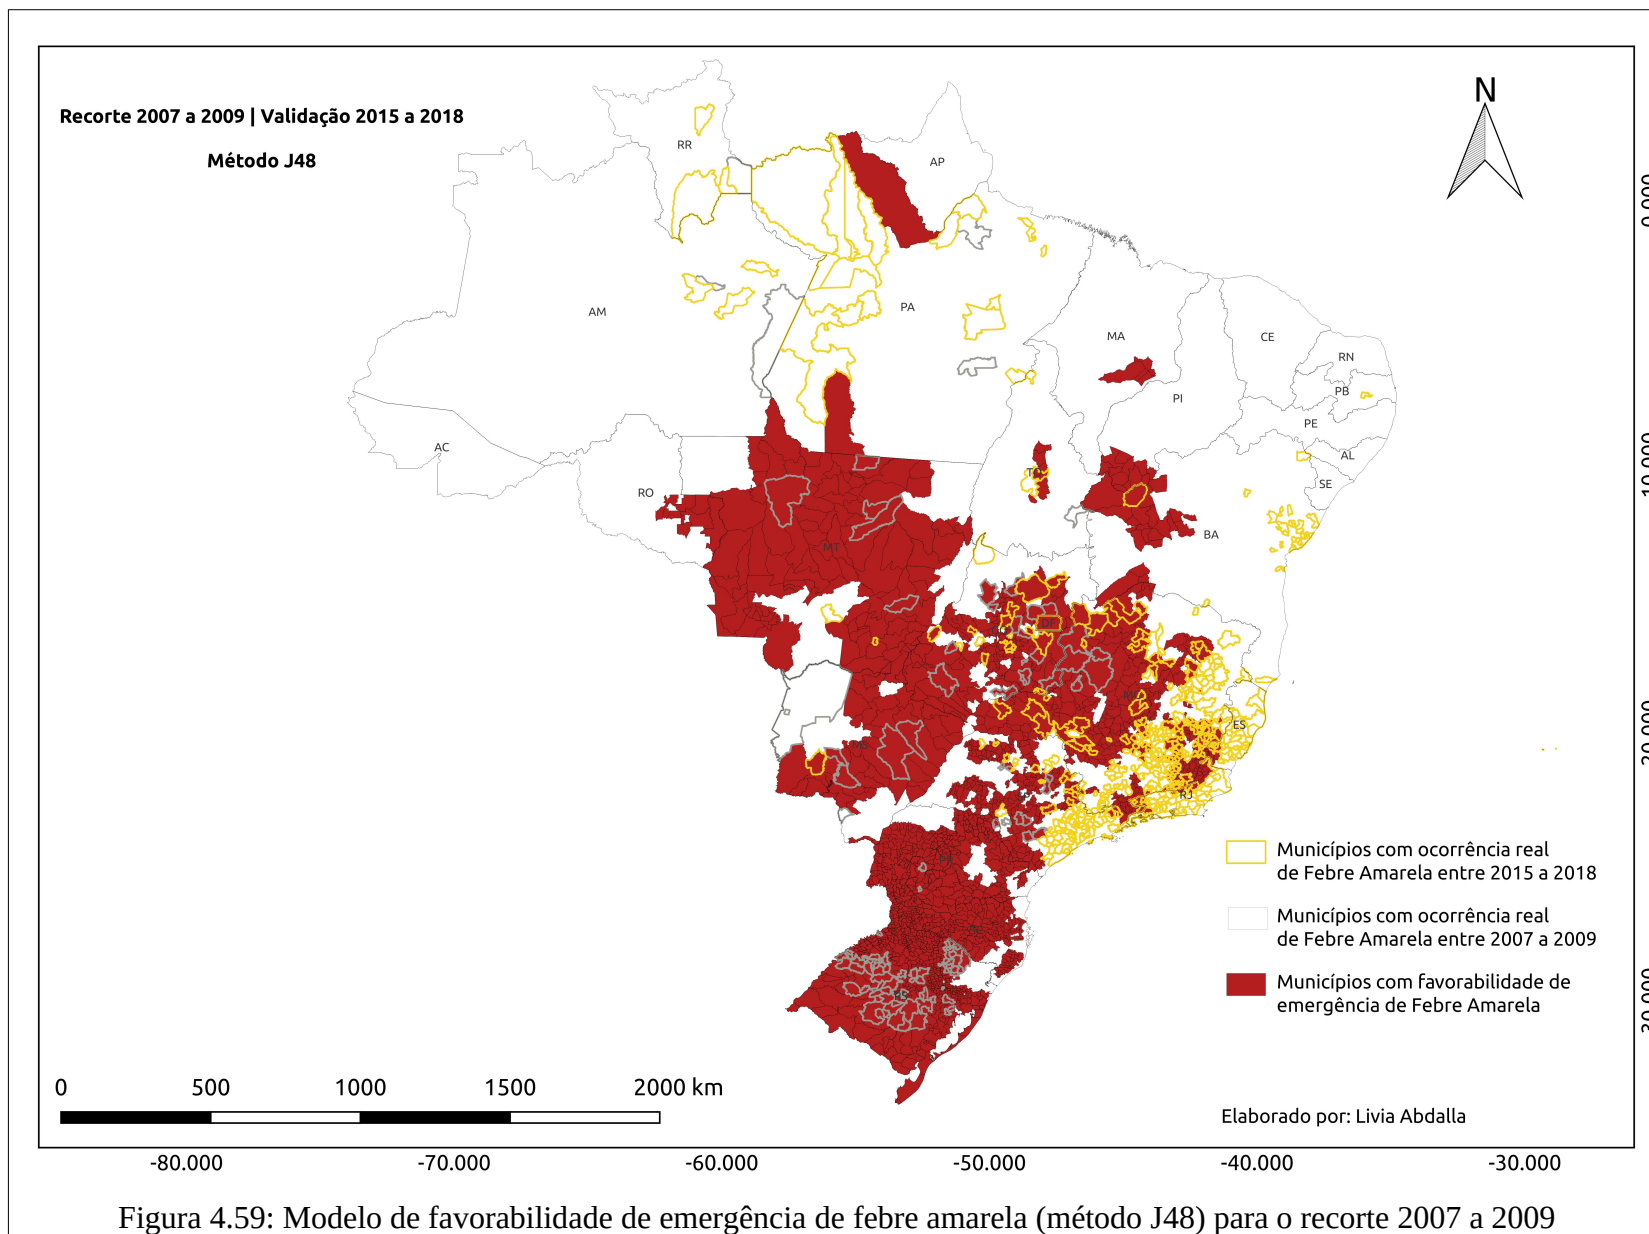 Recorte 2007 a 2009 | Validação 2015 a 2018
Método J48
N
RR
AP
AM
PA
MA
CE
RN
PB
PI
PE
AC
AL
SE
RO
BA
MT
DF
ES
RJ
Municípios com ocorrência real
de Febre Amarela entre 2015 a 2018
Municípios com ocorrência real
de Febre Amarela entre 2007 a 2009
Municípios com favorabilidade de
emergência de Febre Amarela
0 500 1000 1500 2000 km
Elaborado por: Livia Abdalla
-80.000 -70.000 -60.000 -50.000 -40.000 -30.000
Figura 4.59: Modelo de favorabilidade de emergência de febre amarela (método J48) para o recorte 2007 a 2009